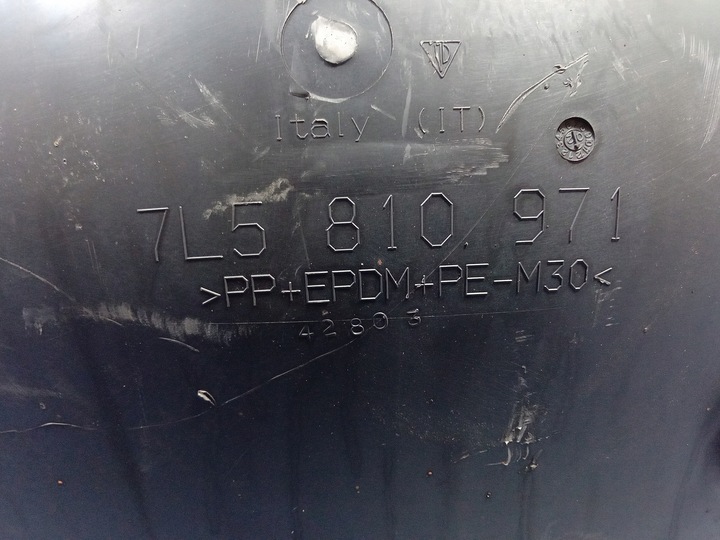 Italy (IT)
7L5 810 971
>PP+EPDM+PE-M30<
42803